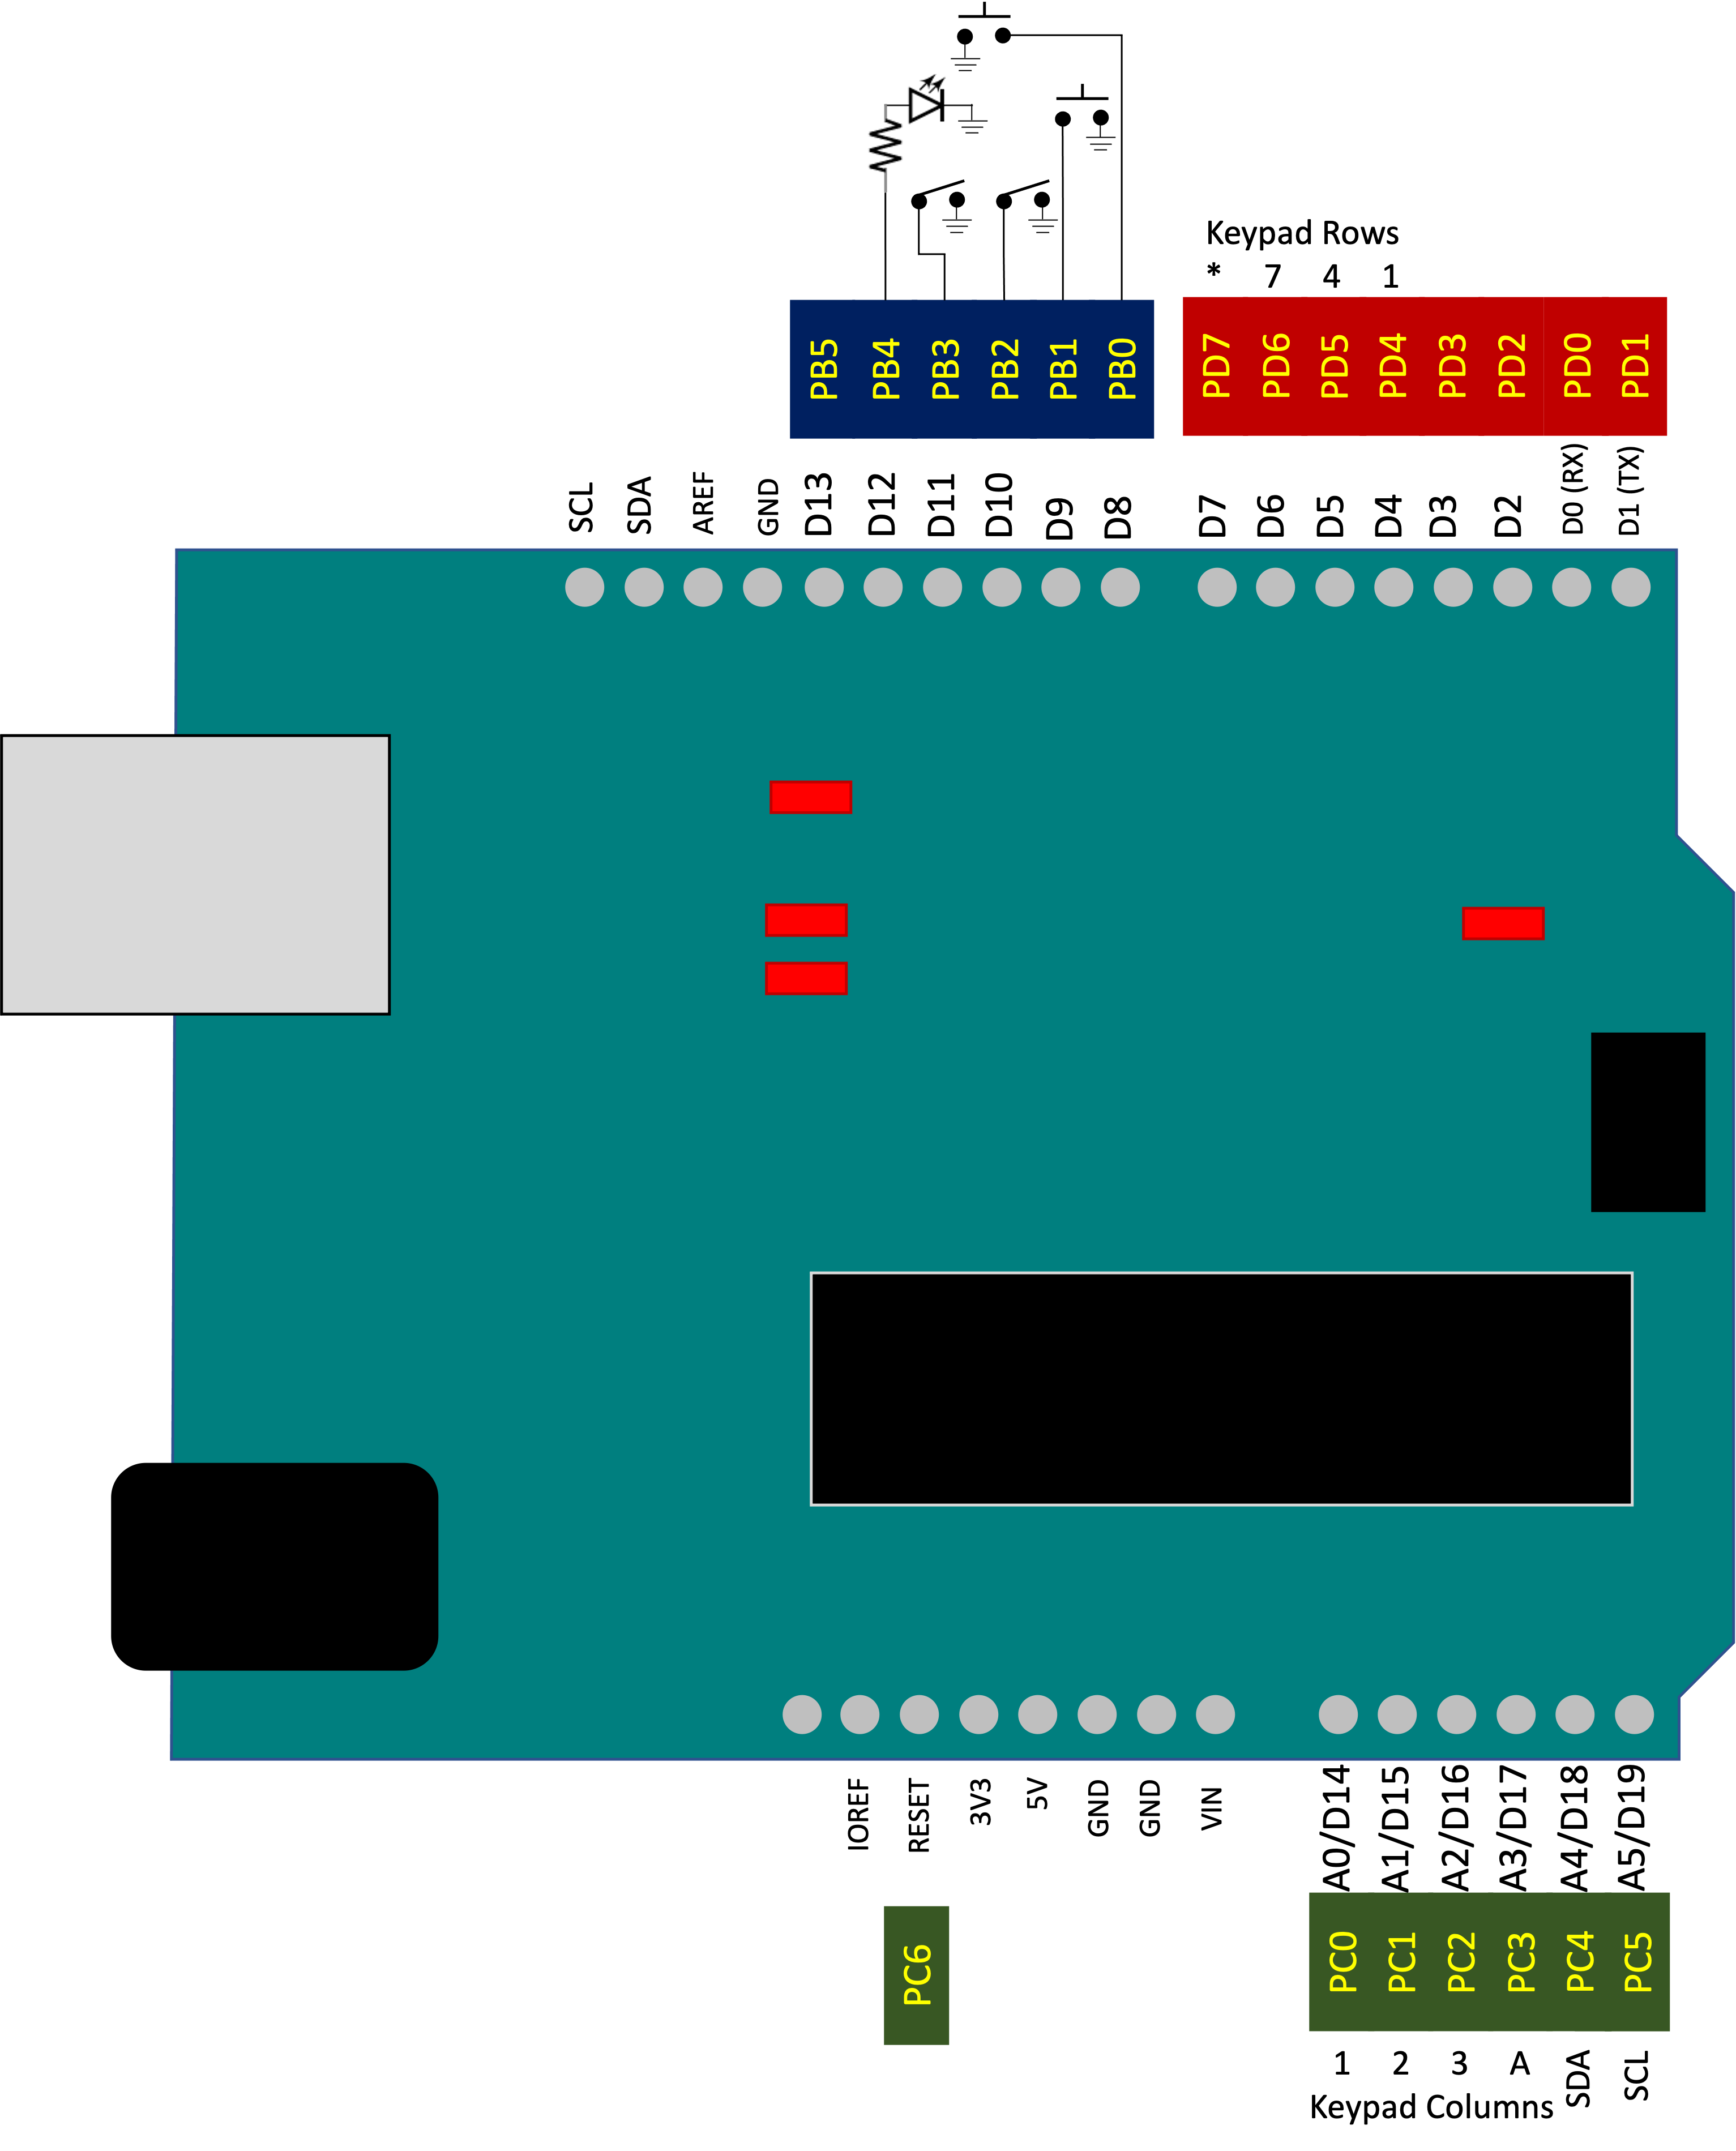 Keypad Rows
* 7 4 1
PB5 PB4 PB3 PB2 PB1 PB0 PD7 PD6 PD5 PD4 PD3 PD2 PD0 PD1
SCL SDA AREF GND D13 D12 D11 D10 D9 D8 D7 D6 D5 D4 D3 D2 D0 (RX) D1 (TX)
IOREF RESET 3V3 5V GND GND VIN A0/D14 A1/D15 A2/D16 A3/D17 A4/D18 A5/D19
PC6 PC0 PC1 PC2 PC3 PC4 PC5
1 2 3 A SDA SCL
Keypad Columns